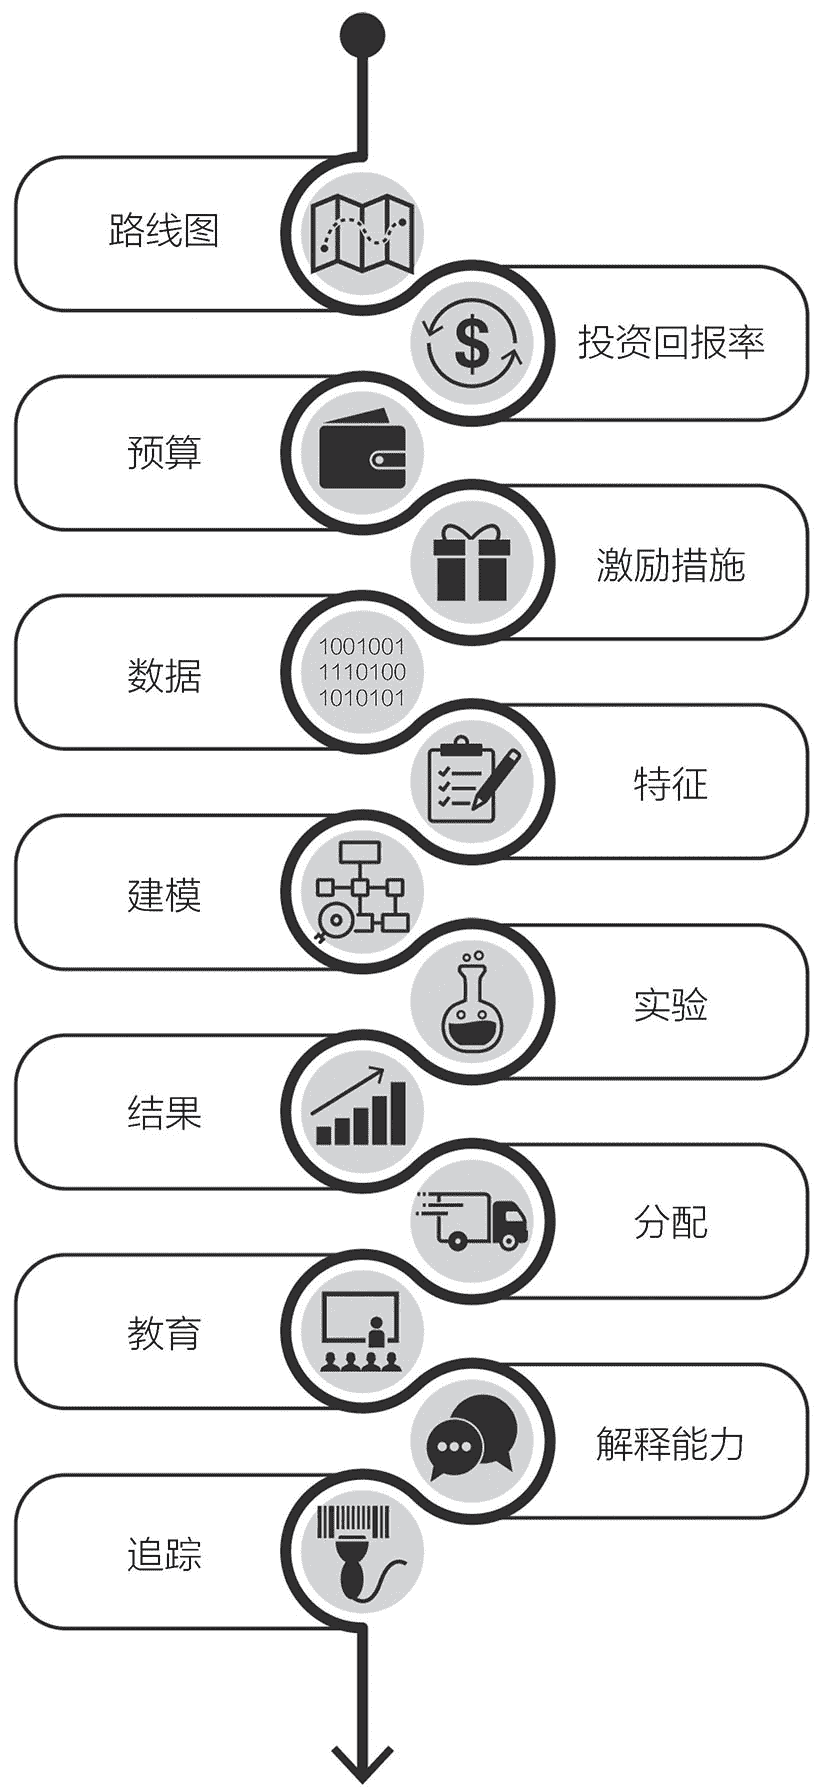 路线图
$
投资回报率
预算
激励措施
数据
1001001
1110100
1010101
特征
建模
实验
结果
分配
教育
解释能力
追踪